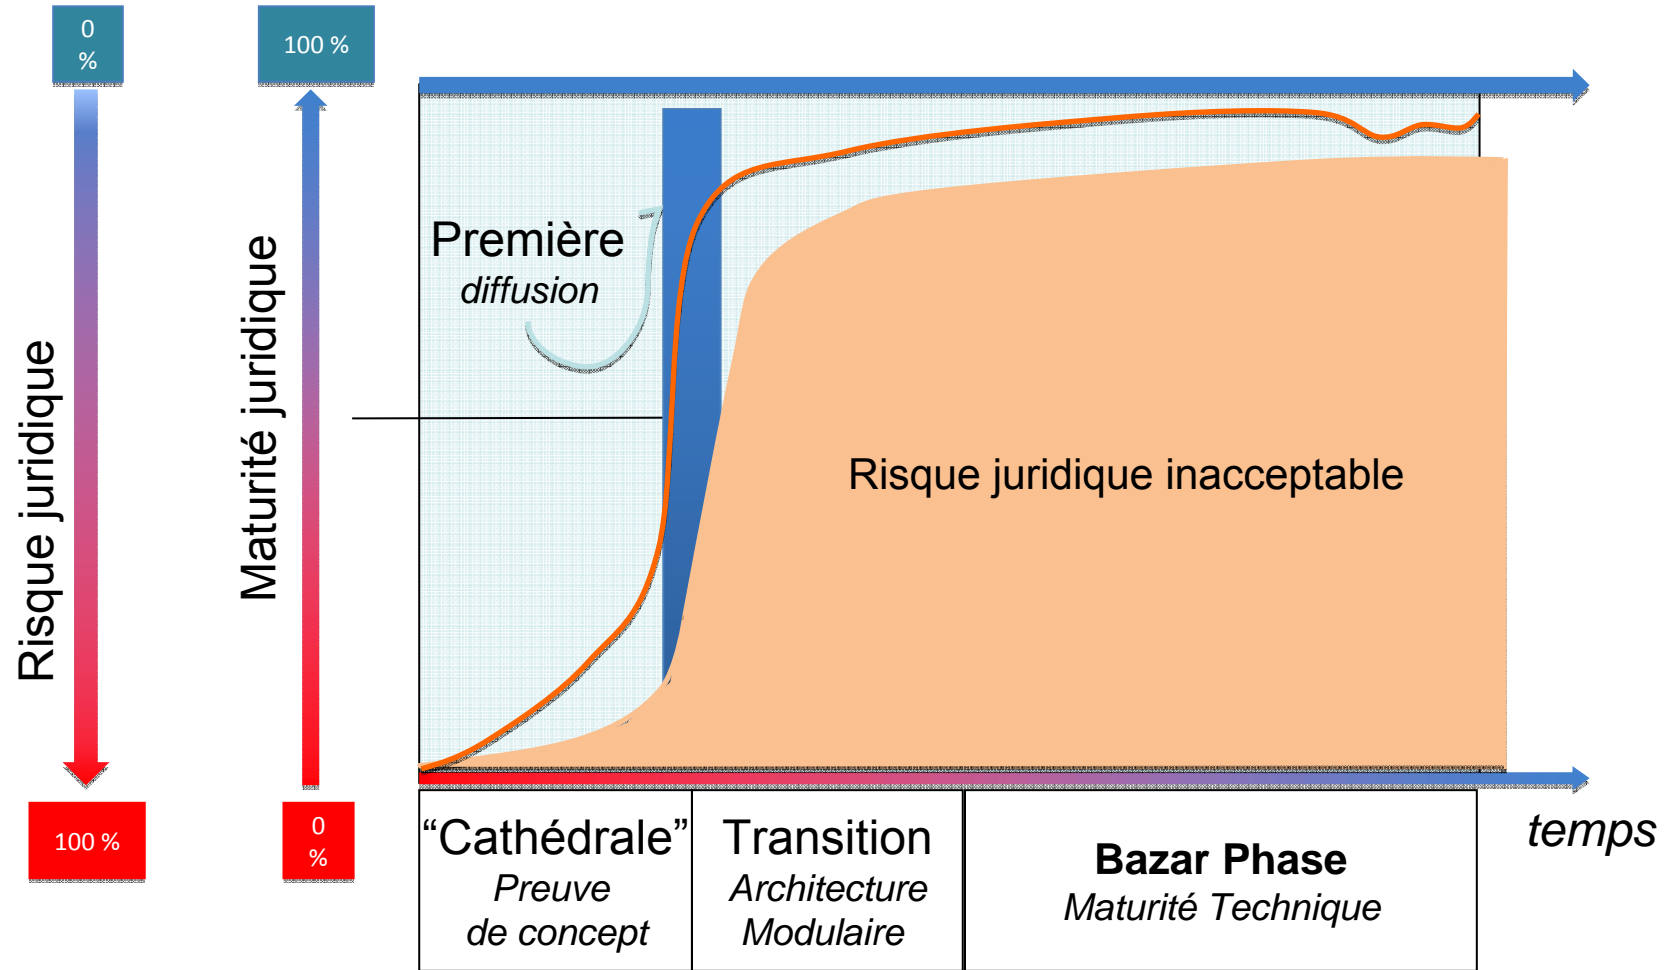 0
%
100 %
Risque juridique
Maturité juridique
Première
diffusion
Risque juridique inacceptable
100 %
0
%
“Cathédrale”
Preuve
de concept
Transition
Architecture
Modulaire
Bazar Phase
Maturité Technique
temps